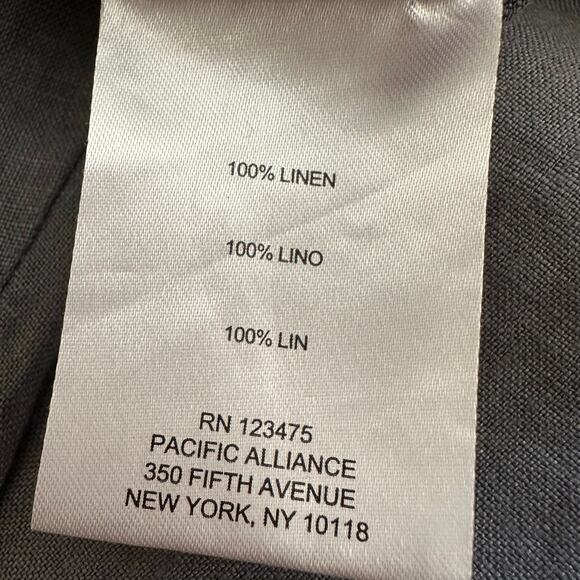 100% LINEN
100% LINO
100% LIN
RN 123475
PACIFIC ALLIANCE
350 FIFTH AVENUE
NEW YORK, NY 10118